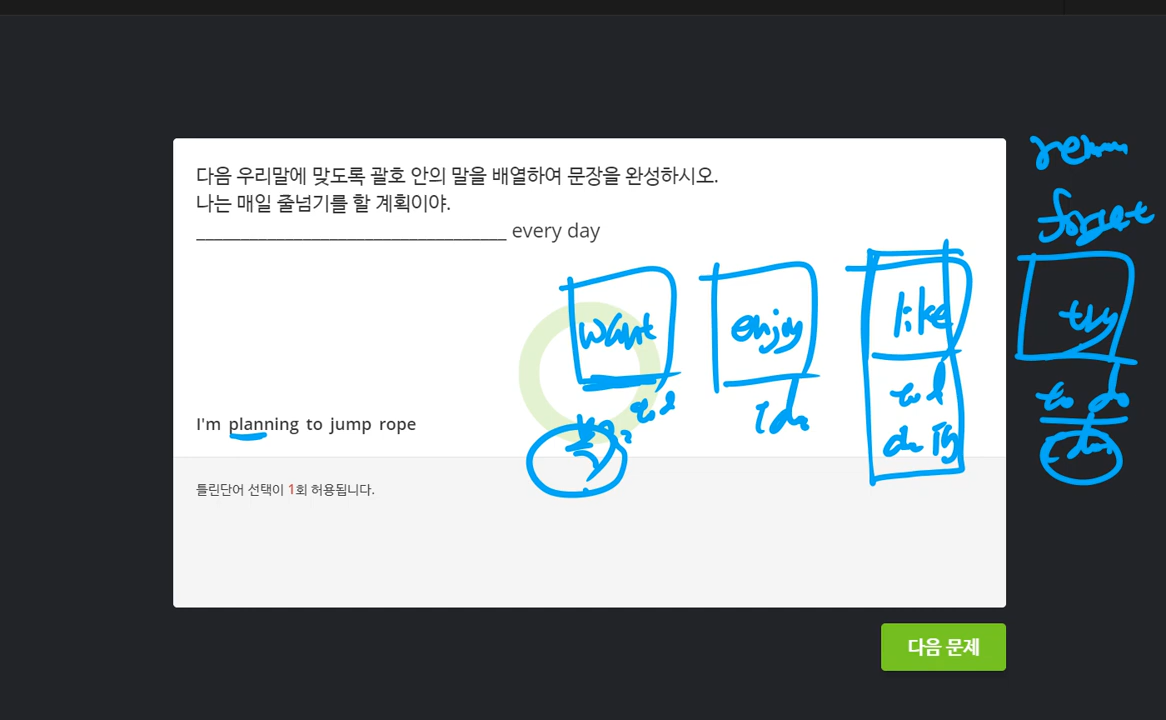 다음 우리말에 맞도록 괄호 안의 말을 배열하여 문장을 완성하시오.
나는 매일 줄넘기를 할 계획이야.
___________________________________ every day
forget
want
enjoy
like
try
to do
I'm planning to jump rope
틀린단어 선택이 1회 허용됩니다.
다음 문제